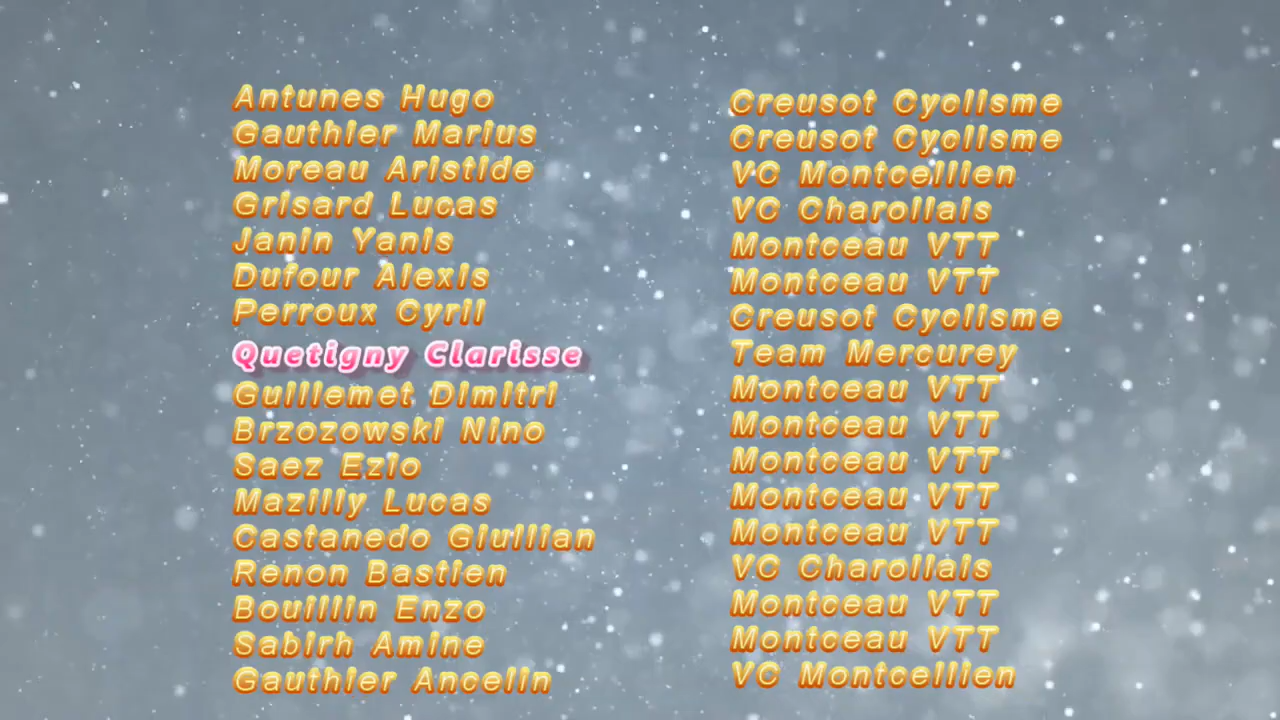 Antunes Hugo Creusot Cyclisme
Gauthier Marius Creusot Cyclisme
Moreau Aristide VC Montcellien
Grisard Lucas VC Charollais
Janin Yanis Montceau VTT
Dufour Alexis Montceau VTT
Perroux Cyril Creusot Cyclisme
Quetigny Clarisse Team Mercurey
Guillemet Dimitri Montceau VTT
Brzozowski Nino Montceau VTT
Saez Ezio Montceau VTT
Mazilly Lucas Montceau VTT
Castanedo Giullian Montceau VTT
Renon Bastien VC Charollais
Bouillin Enzo Montceau VTT
Sabirh Amine Montceau VTT
Gauthier Ancelin VC Montcellien